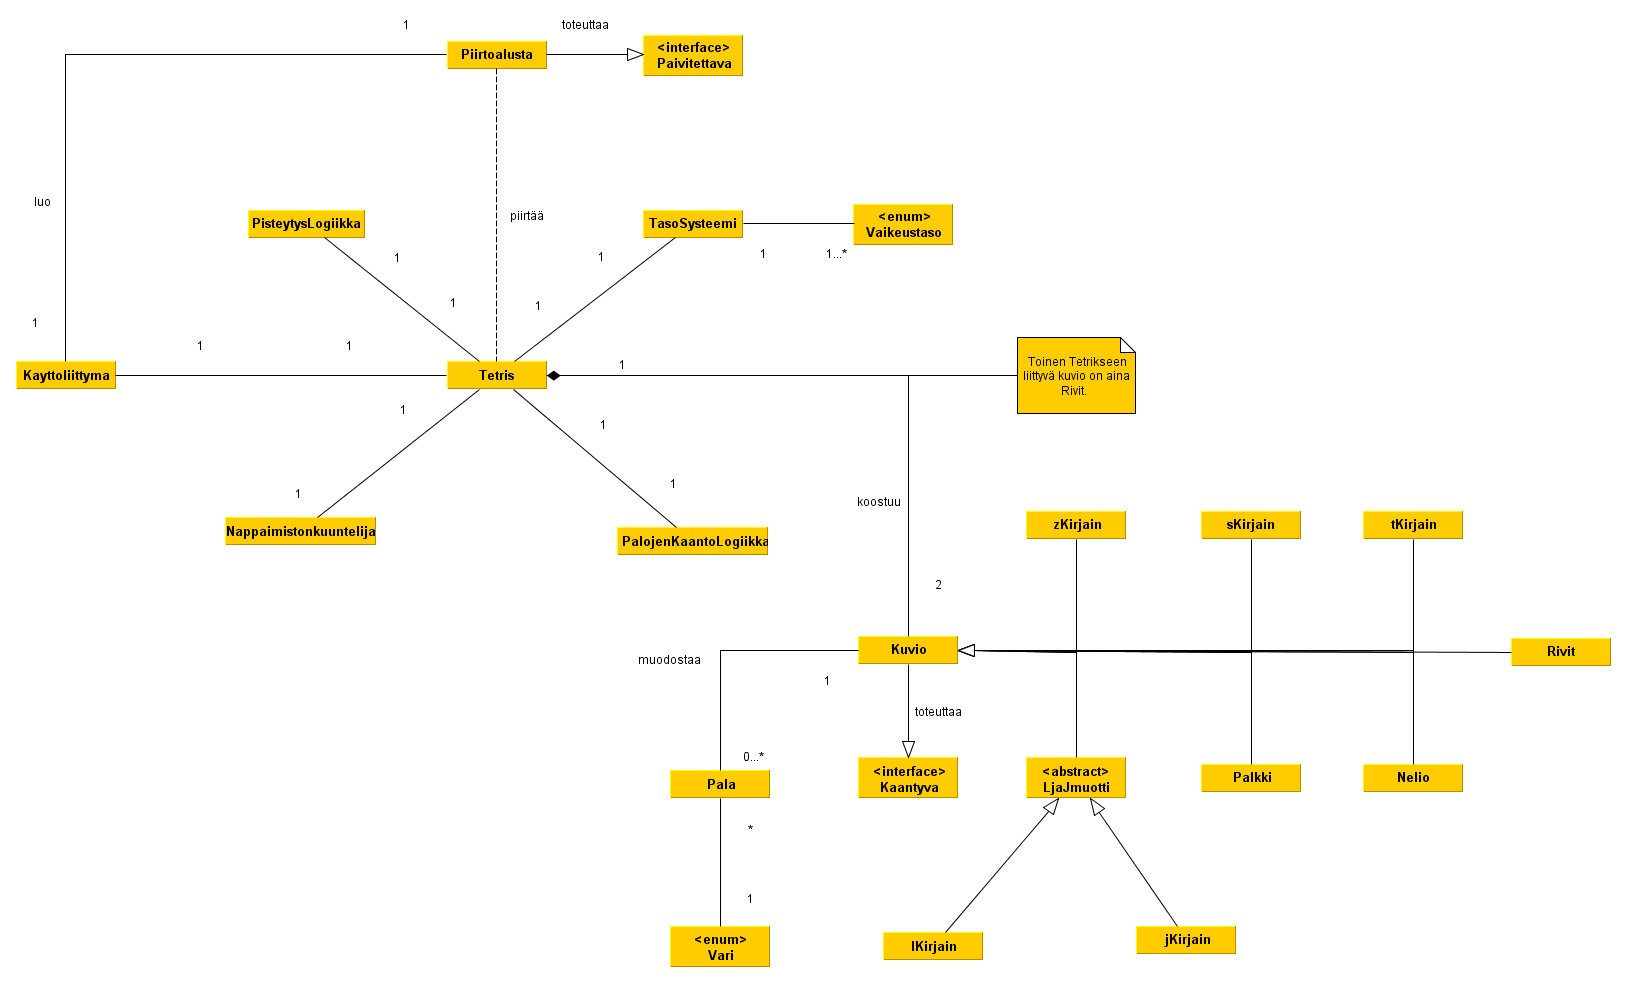 1
toteuttaa
Piirtoalusta
<interface>
Paivitettava
luo
PisteytysLogiikka
piirtää
TasoSysteemi
<enum>
Vaikeustaso
1
1
1
1...*
1
1
1
1
1
Kayttoliittyma
Tetris
1
Toinen Tetrikseen
liittyvä kuvio on aina
Rivit.
1
1
1
1
koostuu
Nappaimistonkuuntelija
PalojenKaantoLogiikka
zKirjain
sKirjain
tKirjain
2
Kuvio
Rivit
muodostaa
1
toteuttaa
0...*
Pala
<interface>
Kaantyva
<abstract>
LjaJmuotti
Palkki
Nelio
*
1
<enum>
Vari
lKirjain
jKirjain